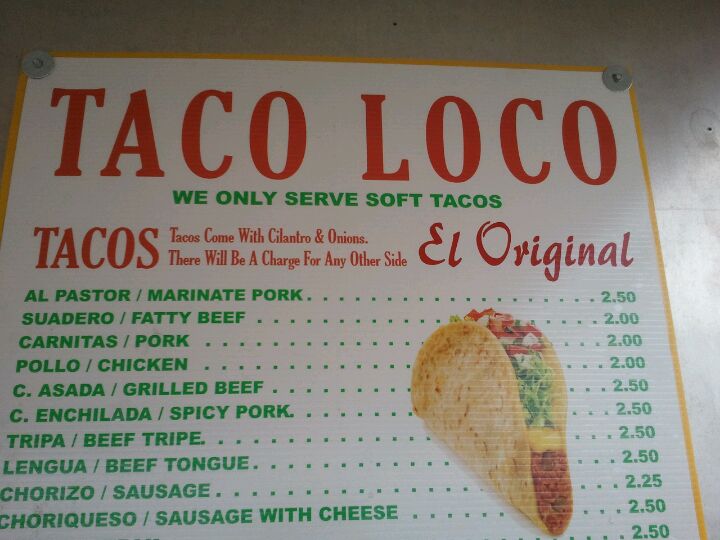 TACO LOCO
WE ONLY SERVE SOFT TACOS
TACOS Tacos Come With Cilantro & Onions.
There Will Be A Charge For Any Other Side
El Original
AL PASTOR / MARINATE PORK. . . . . . . . . . . . . . . . . . . . 2.50
SUADERO / FATTY BEEF . . . . . . . . . . . . . . . . . . . . 2.00
CARNITAS / PORK . . . . . . . . . . . . . . . . . . . . 2.00
POLLO / CHICKEN . . . . . . . . . . . . . . . . . . . . 2.00
C. ASADA / GRILLED BEEF . . . . . . . . . . . . . . . . . . . . 2.50
C. ENCHILADA / SPICY PORK. . . . . . . . . . . . . . . . . . . . 2.50
TRIPA / BEEF TRIPE. . . . . . . . . . . . . . . . . . . . 2.50
LENGUA / BEEF TONGUE. . . . . . . . . . . . . . . . . . . . 2.50
CHORIZO / SAUSAGE . . . . . . . . . . . . . . . . . . . . 2.25
CHORIQUESO / SAUSAGE WITH CHEESE . . . . . . . . . . . . . . . . 2.50
2.50